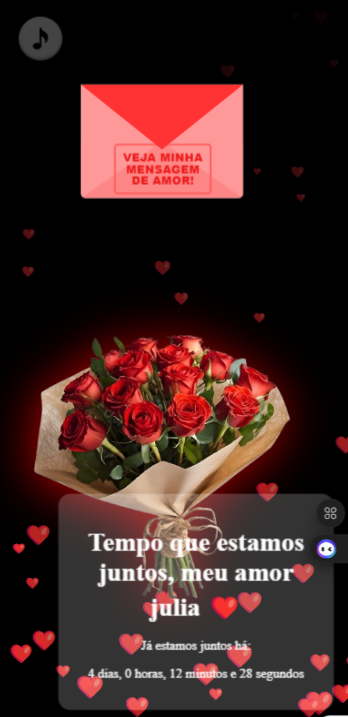 VEJA MINHA
MENSAGEM
DE AMOR!
Tempo que estamos
juntos, meu amor
julia ❤️❤️
Já estamos juntos há:
4 dias, 0 horas, 12 minutos e 28 segundos